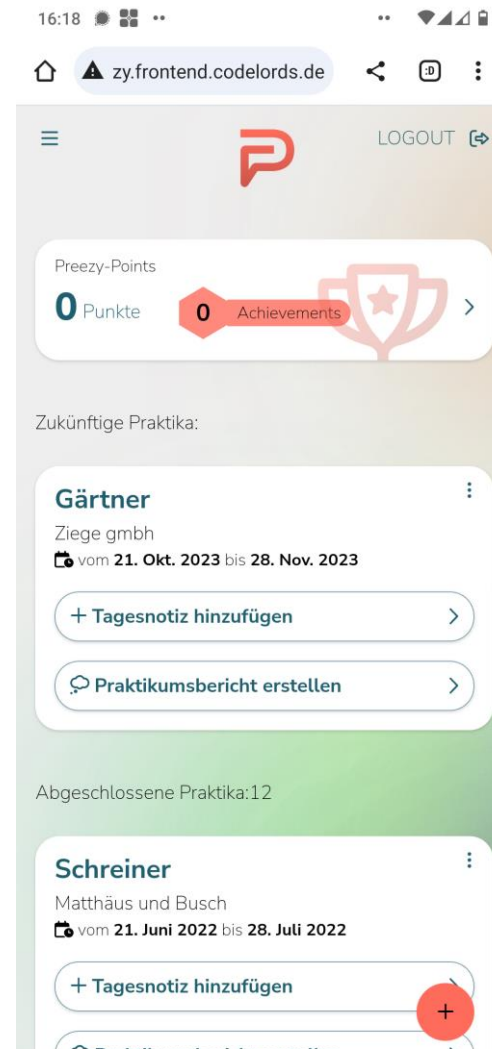 16:18
zy.frontend.codelords.de
:D
LOGOUT
Preezy-Points
0 Punkte 0 Achievements
Zukünftige Praktika:
Gärtner
Ziege gmbh
vom 21. Okt. 2023 bis 28. Nov. 2023
+ Tagesnotiz hinzufügen
Praktikumsbericht erstellen
Abgeschlossene Praktika:12
Schreiner
Matthäus und Busch
vom 21. Juni 2022 bis 28. Juli 2022
+ Tagesnotiz hinzufügen
+